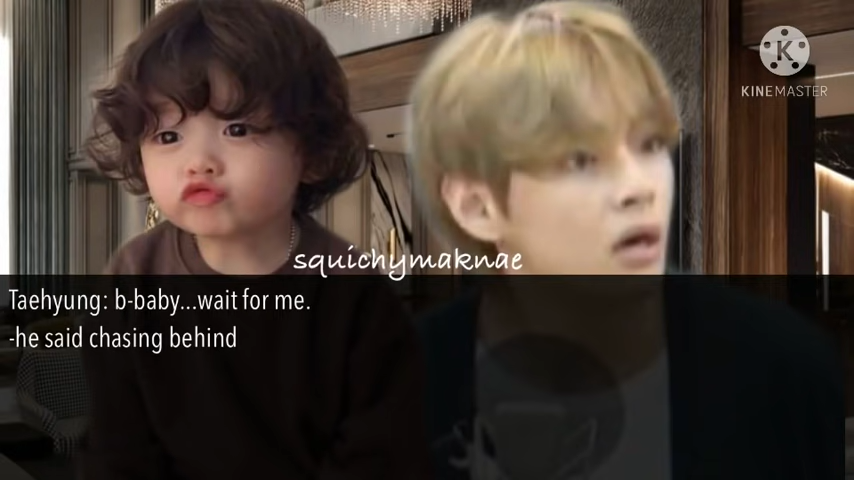 KINEMASTER
squichymaknae
Taehyung: b-baby...wait for me.
-he said chasing behind